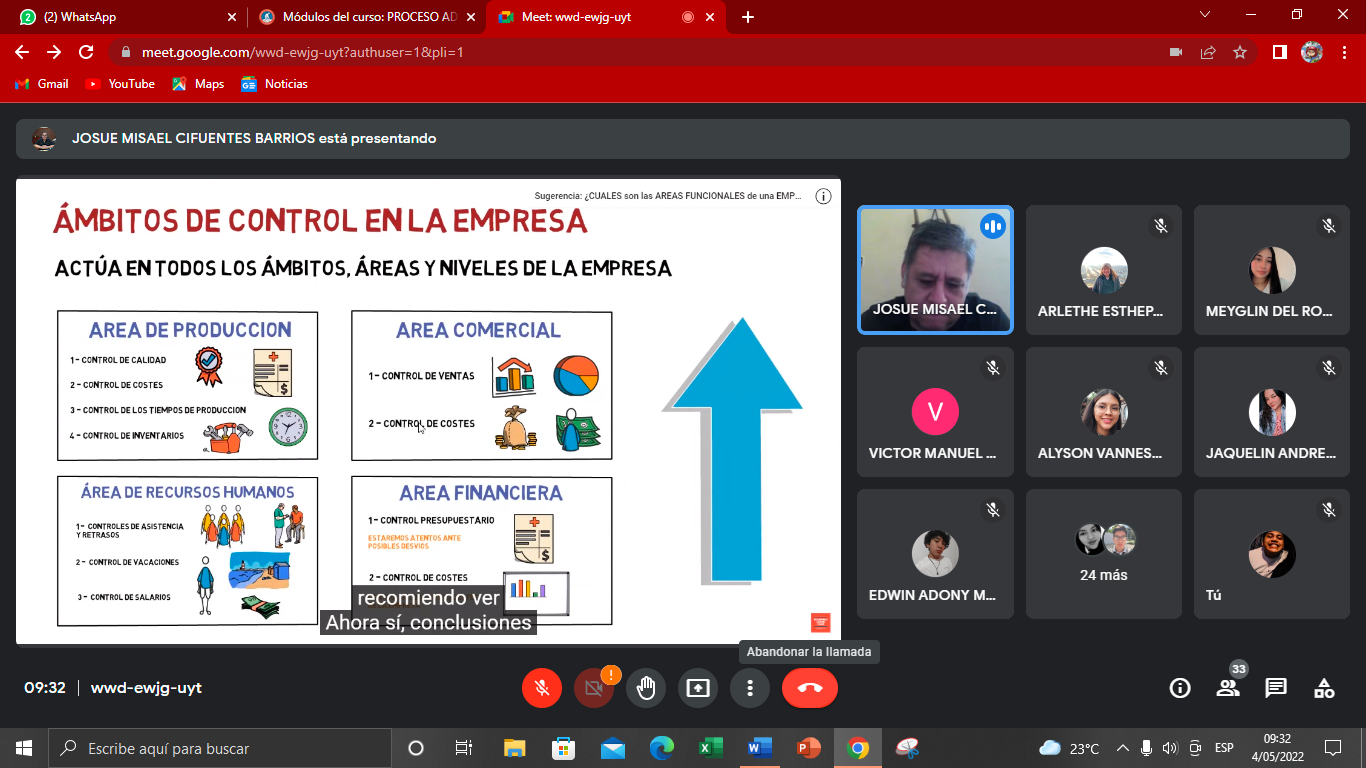 (2) WhatsApp
Módulos del curso: PROCESO AD
Meet: wwd-ewjg-uyt
meet.google.com/wwd-ewjg-uyt?authuser=1&pli=1
Gmail
YouTube
Maps
Noticias
JOSUE MISAEL CIFUENTES BARRIOS está presentando
Sugerencia: ¿CUALES son las AREAS FUNCIONALES de una EMP...
ÁMBITOS DE CONTROL EN LA EMPRESA
ACTÚA EN TODOS LOS ÁMBITOS, ÁREAS Y NIVELES DE LA EMPRESA
AREA DE PRODUCCION
1- CONTROL DE CALIDAD
2 - CONTROL DE COSTES
3 - CONTROL DE LOS TIEMPOS DE PRODUCCION
4 - CONTROL DE INVENTARIOS
AREA COMERCIAL
1- CONTROL DE VENTAS
2 - CONTROL DE COSTES
ÁREA DE RECURSOS HUMANOS
1- CONTROLES DE ASISTENCIA
Y RETRASOS
2 - CONTROL DE VACACIONES
3 - CONTROL DE SALARIOS
AREA FINANCIERA
1- CONTROL PRESUPUESTARIO
ESTAREMOS ATENTOS ANTE
POSIBLES DESVIOS
2 - CONTROL DE COSTES
recomiendo ver
Ahora sí, conclusiones
JOSUE MISAEL C...
ARLETHE ESTHEP...
MEYGLIN DEL RO...
V
VICTOR MANUEL ...
ALYSON VANNES...
JAQUELIN ANDRE...
EDWIN ADONY M...
24 más
Tú
Abandonar la llamada
09:32
wwd-ewjg-uyt
33
Escribe aquí para buscar
23°C
ESP
09:32
4/05/2022